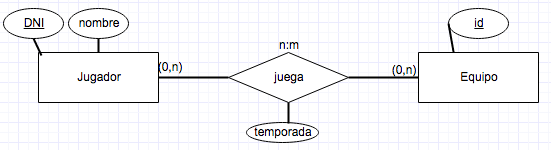 DNI
nombre
id
n:m
Jugador
(0,n)
juega
(0,n)
Equipo
temporada